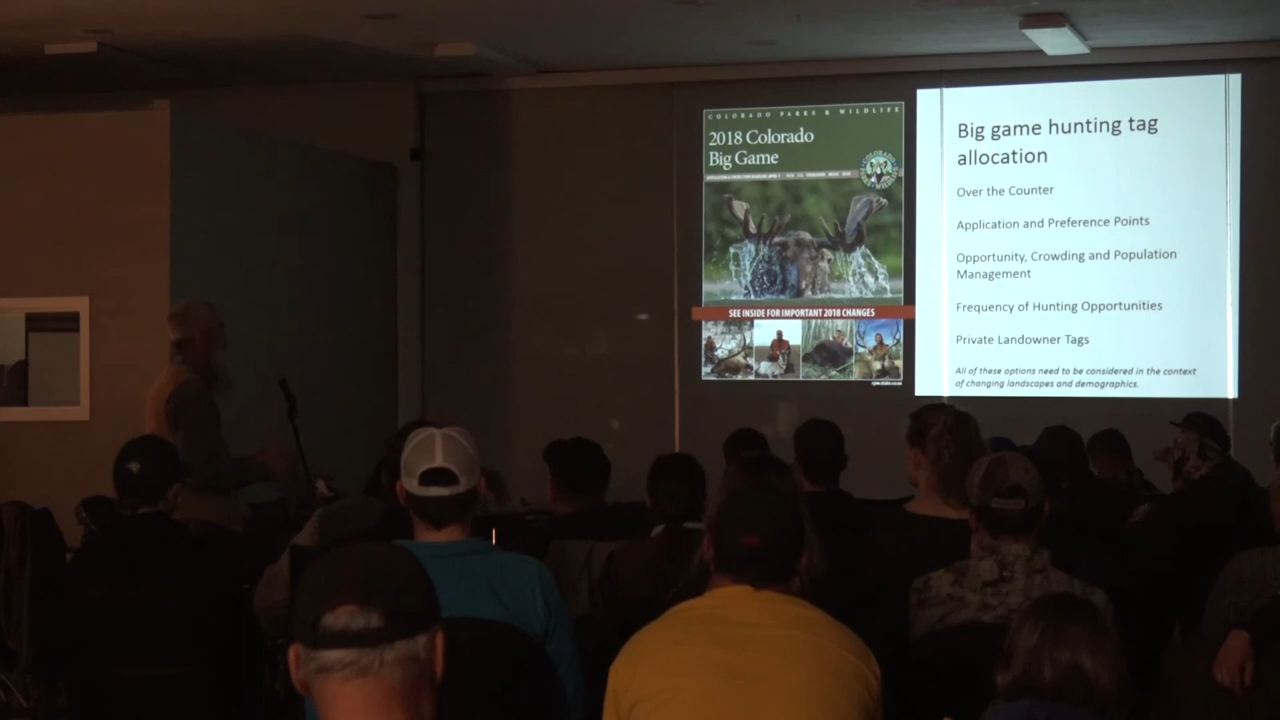 COLORADO PARKS & WILDLIFE
2018 Colorado
Big Game
SEE INSIDE FOR IMPORTANT 2018 CHANGES
Big game hunting tag
allocation
Over the Counter
Application and Preference Points
Opportunity, Crowding and Population
Management
Frequency of Hunting Opportunities
Private Landowner Tags
All of these options need to be considered in the context
of changing landscapes and demographics.